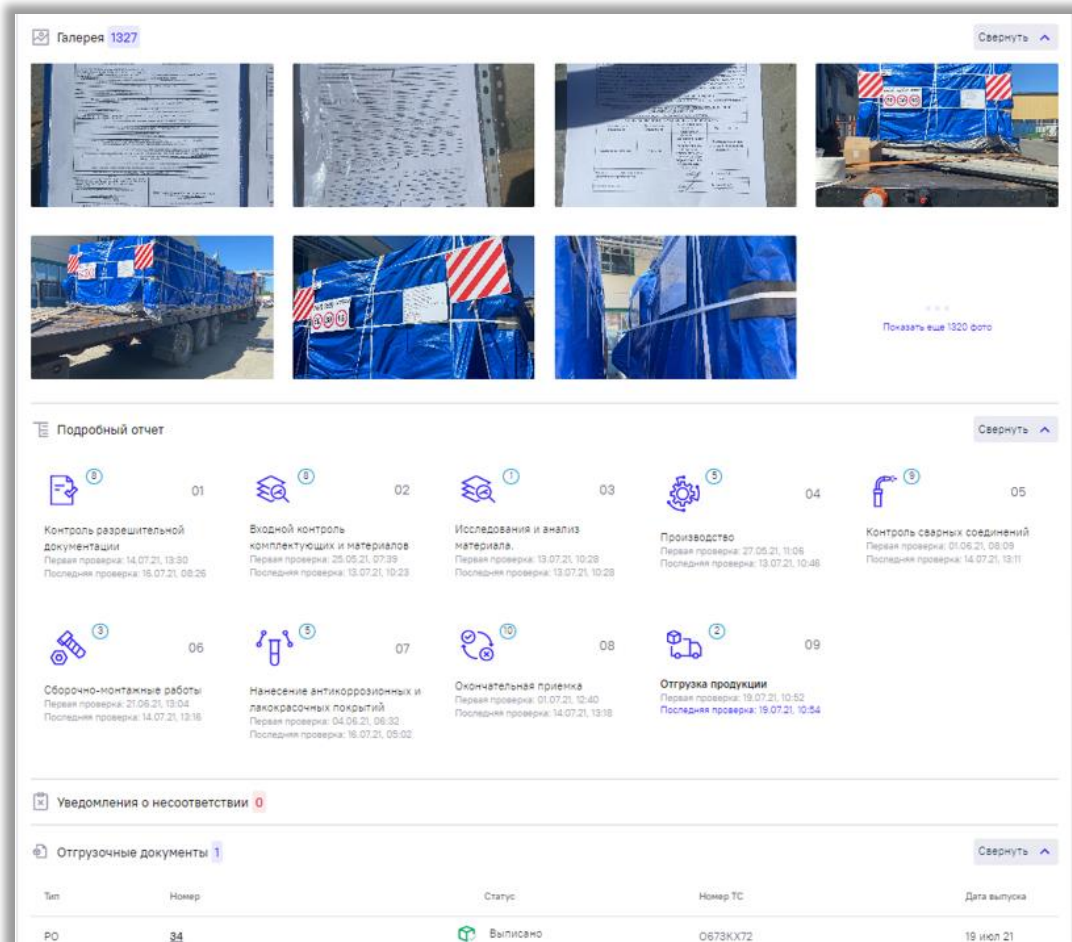 Галерея 1327
Свернуть
Показать еще 1320 фото
Подробный отчет
Свернуть
8
01
Контроль разрешительной
документации
Первая проверка: 14.07.21, 13:30
Последняя проверка: 16.07.21, 08:26
8
02
Входной контроль
комплектующих и материалов
Первая проверка: 25.05.21, 07:39
Последняя проверка: 13.07.21, 10:23
1
03
Исследования и анализ
материала.
Первая проверка: 13.07.21, 10:28
Последняя проверка: 13.07.21, 10:28
5
04
Производство
Первая проверка: 27.05.21, 11:06
Последняя проверка: 13.07.21, 10:46
9
05
Контроль сварных соединений
Первая проверка: 01.06.21, 08:09
Последняя проверка: 14.07.21, 13:11
3
06
Сборочно-монтажные работы
Первая проверка: 21.06.21, 13:04
Последняя проверка: 14.07.21, 13:16
5
07
Нанесение антикоррозионных и
лакокрасочных покрытий
Первая проверка: 04.06.21, 06:32
Последняя проверка: 16.07.21, 05:02
10
08
Окончательная приемка
Первая проверка: 01.07.21, 12:40
Последняя проверка: 14.07.21, 13:18
2
09
Отгрузка продукции
Первая проверка: 19.07.21, 10:52
Последняя проверка: 19.07.21, 10:54
Уведомления о несоответствии 0
Отгрузочные документы 1
Свернуть
Тип Номер Статус Номер ТС Дата выпуска
РО 34 Выписано О673КХ72 19 июл 21